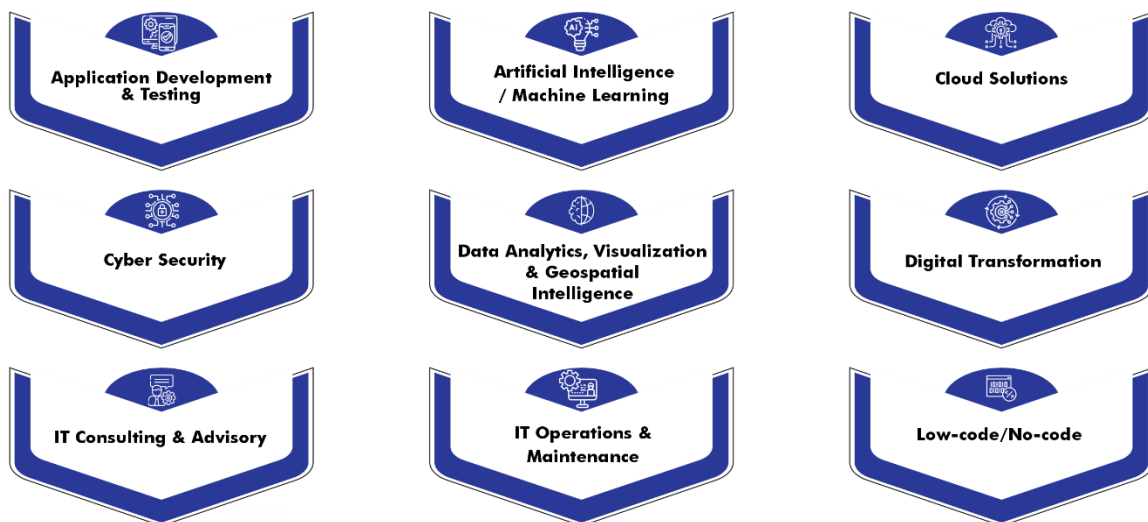 Application Development
& Testing
Artificial Intelligence
/ Machine Learning
Cloud Solutions
Cyber Security
Data Analytics, Visualization
& Geospatial
Intelligence
Digital Transformation
IT Consulting & Advisory
IT Operations &
Maintenance
Low-code/No-code